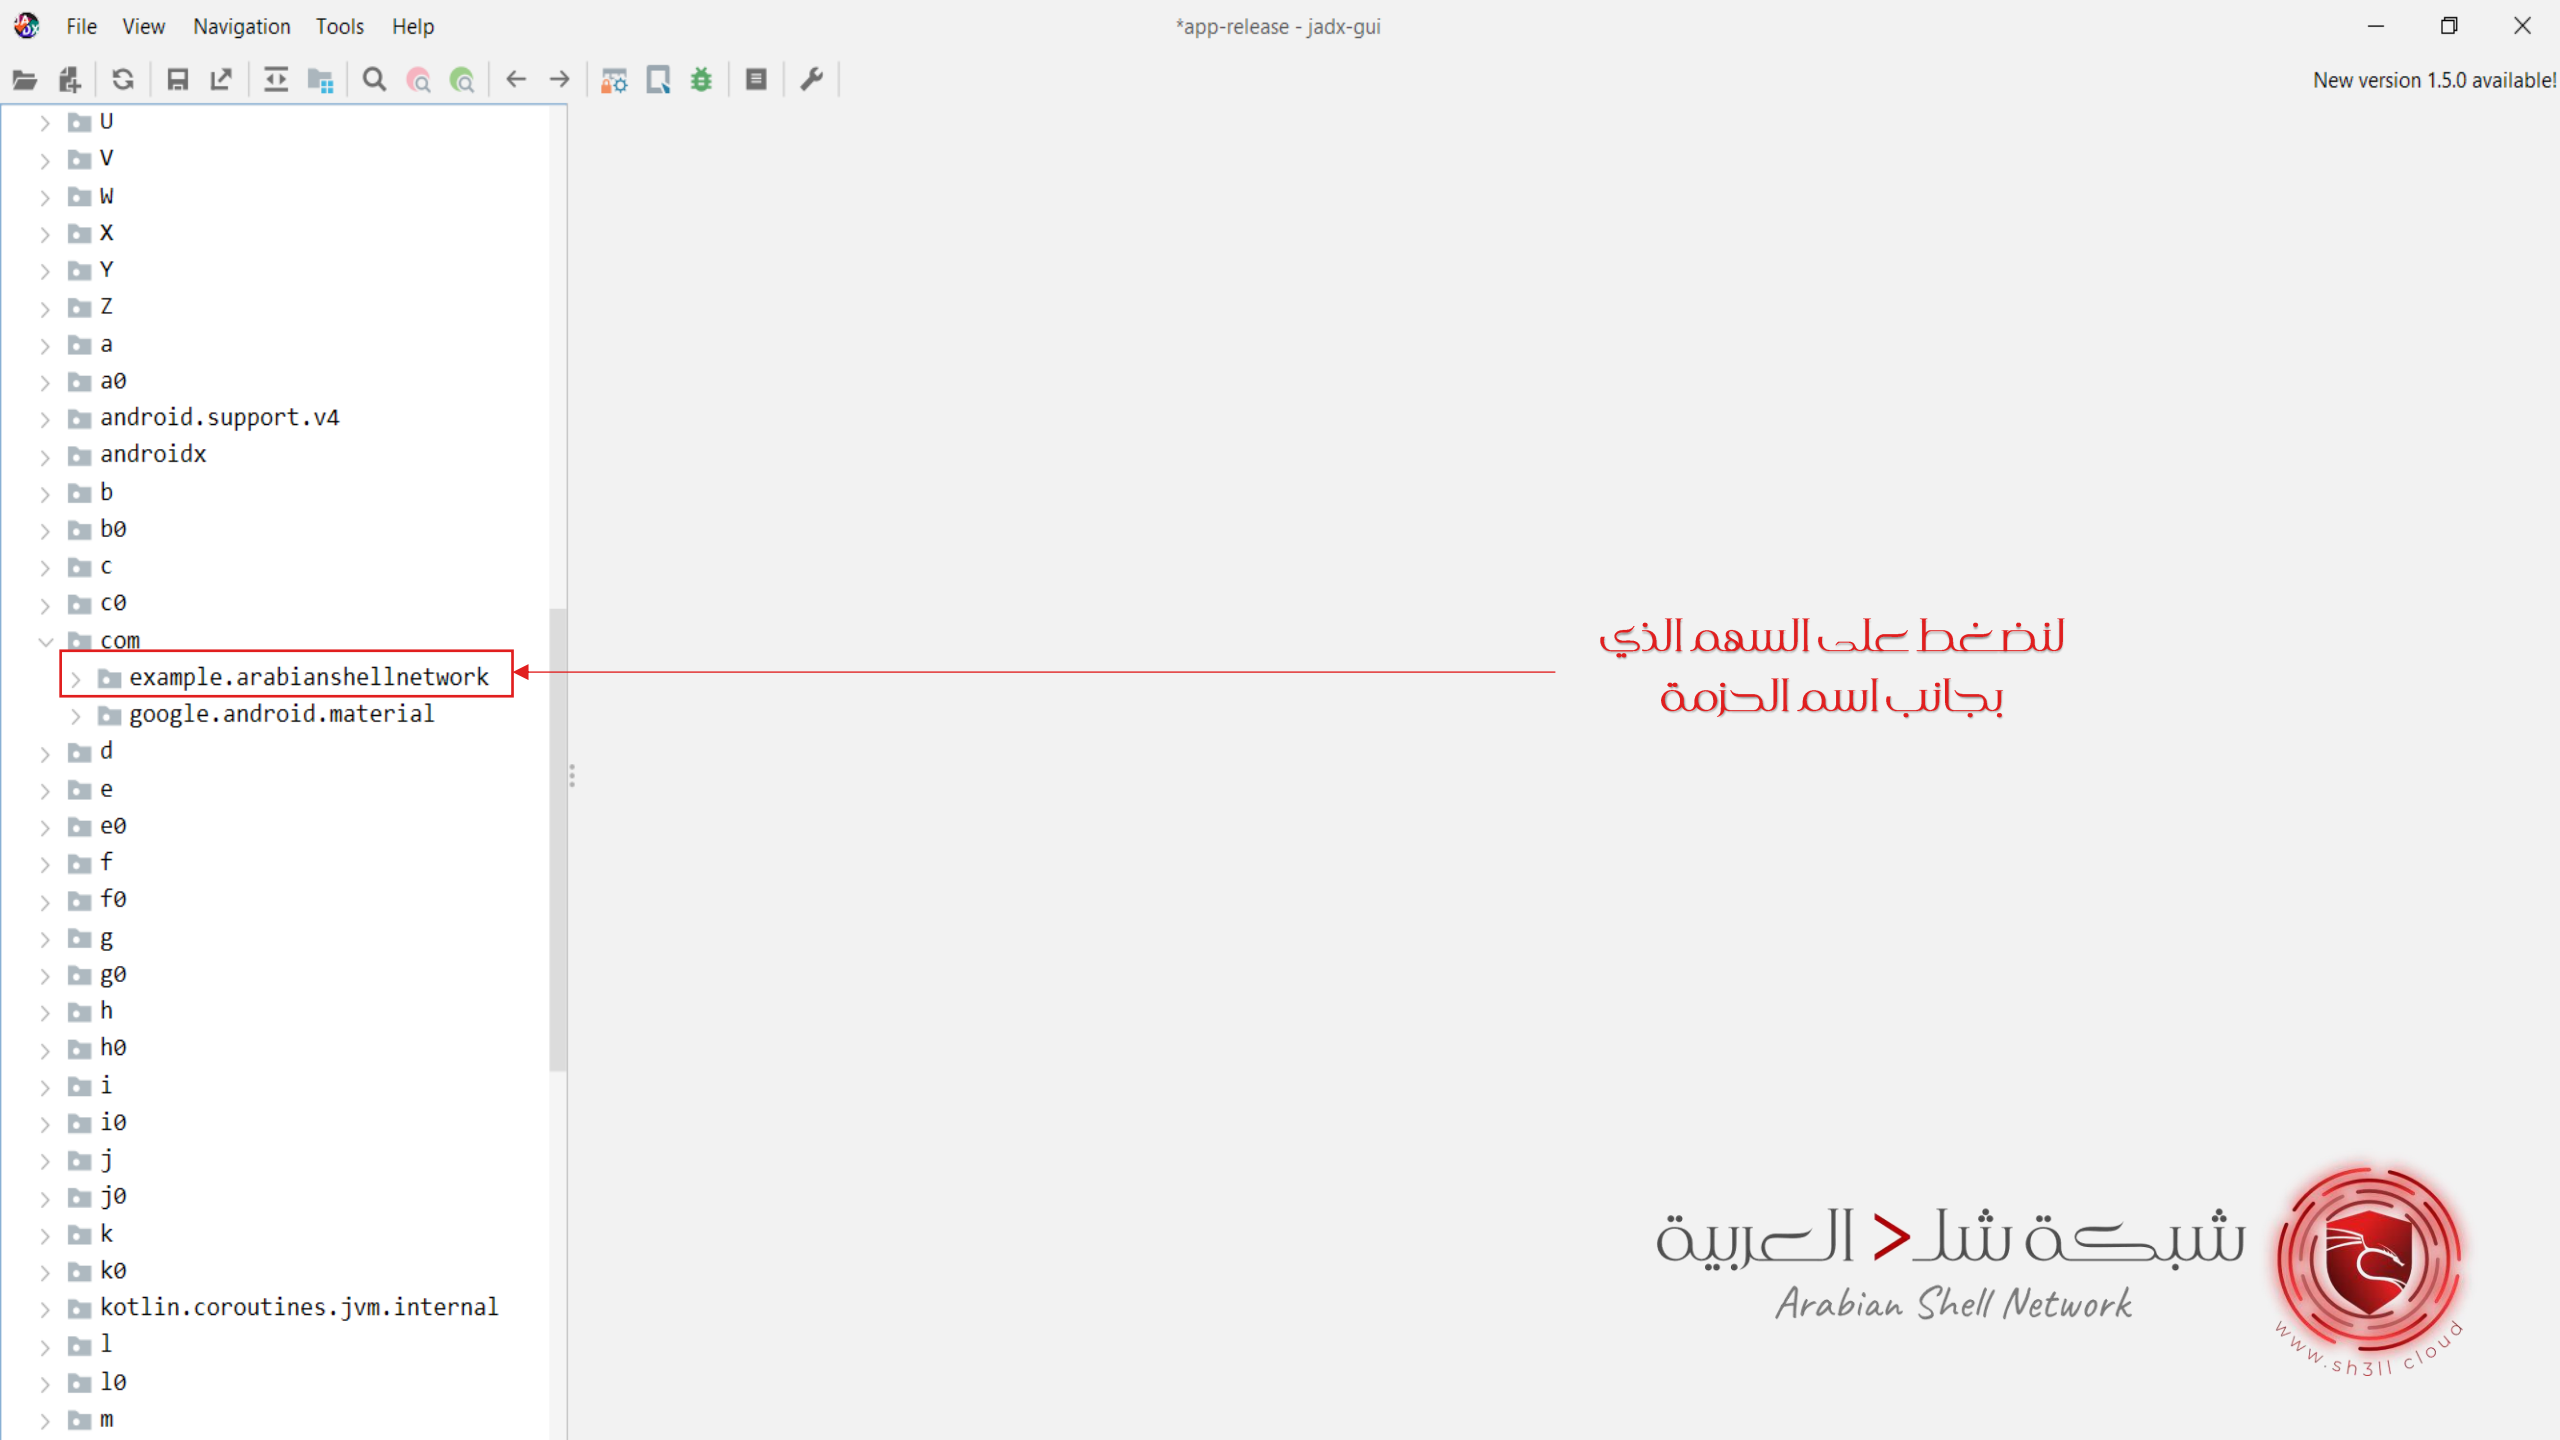 File View Navigation Tools Help
*app-release - jadx-gui
New version 1.5.0 available!
U
V
W
X
Y
Z
a
a0
android.support.v4
androidx
b
b0
c
c0
com
example.arabianshellnetwork
google.android.material
d
e
e0
f
f0
g
g0
h
h0
i
i0
j
j0
k
k0
kotlin.coroutines.jvm.internal
l
l0
m
لنضغط على السهم الذي
بجانب اسم الحزمة
شبكة شل> العربية
Arabian Shell Network
www.sh3ll cloud